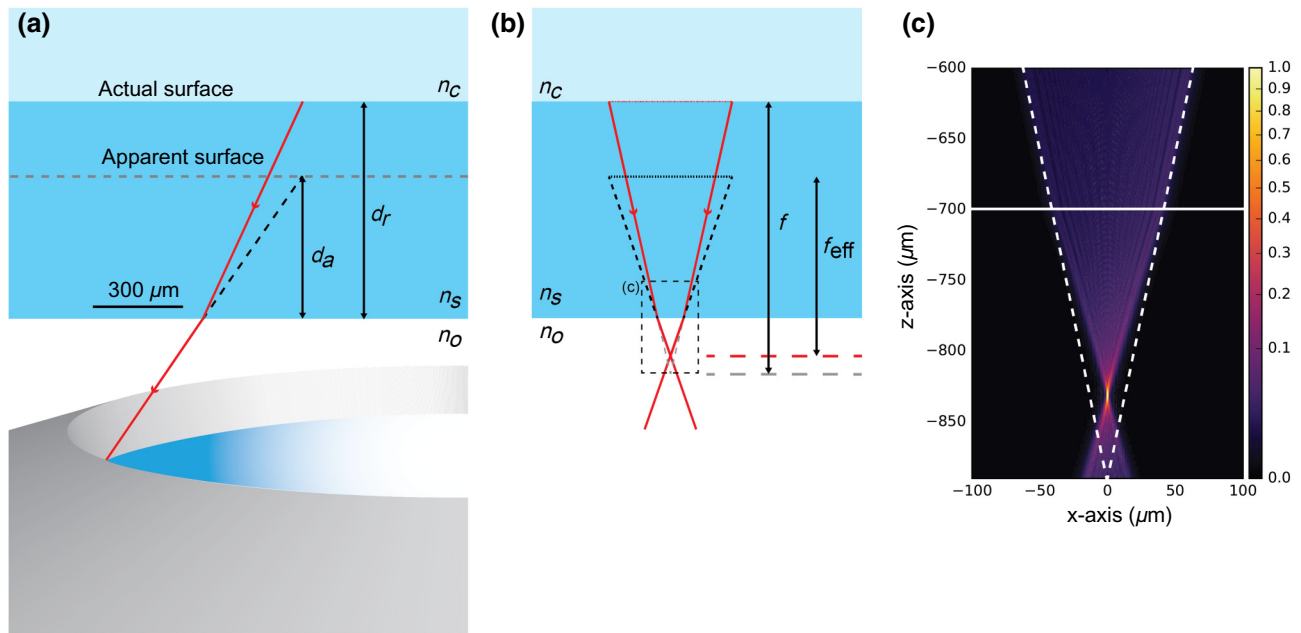 (a)
Actual surface
n_c
Apparent surface
d_r
d_a
300 µm
n_s
n_o
(b)
n_c
f
f_eff
(c)
n_s
n_o
(c)
−600
−650
−700
−750
−800
−850
z-axis (µm)
−100
−50
0
50
100
x-axis (µm)
1.0
0.9
0.8
0.7
0.6
0.5
0.4
0.3
0.2
0.1
0.0